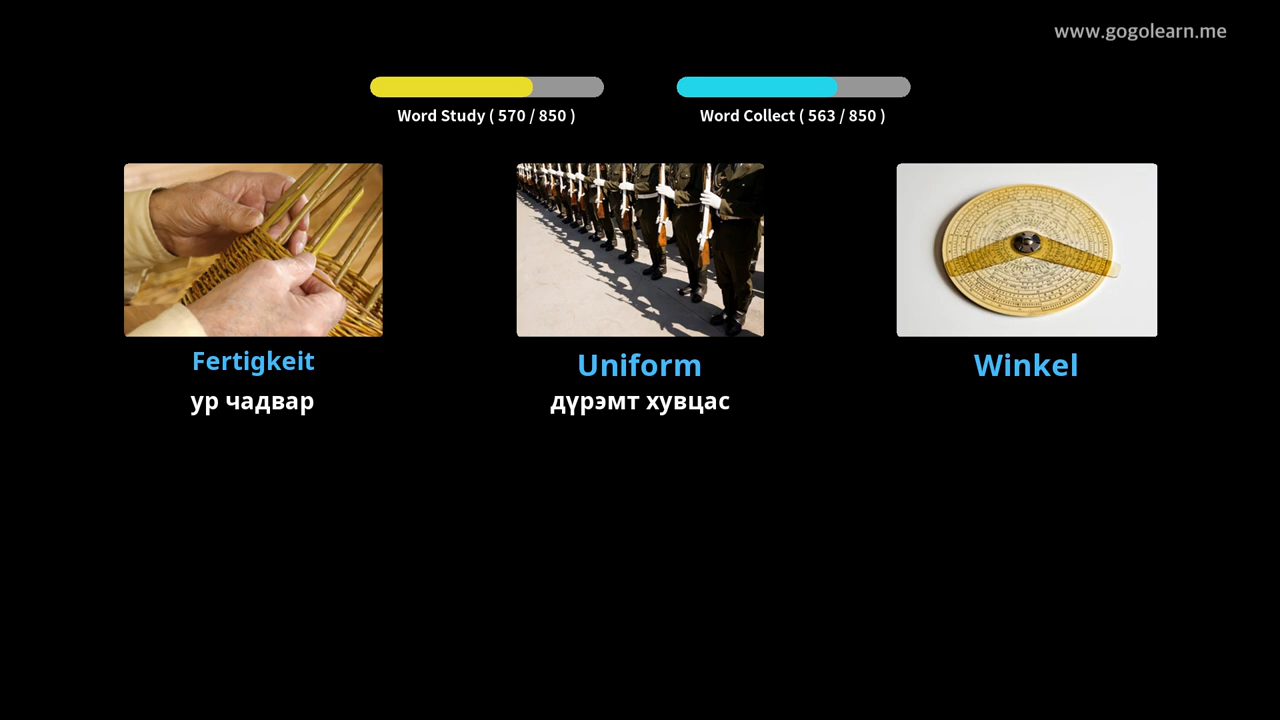 www.gogolearn.me
Word Study ( 570 / 850 )
Word Collect ( 563 / 850 )
Fertigkeit
ур чадвар
Uniform
дүрэмт хувцас
Winkel